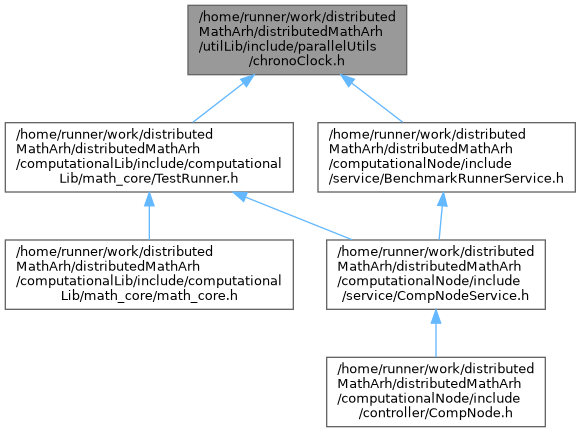 /home/runner/work/distributed
MathArh/distributedMathArh
/utilLib/include/parallelUtils
/chronoClock.h
/home/runner/work/distributed
MathArh/distributedMathArh
/computationalLib/include/computational
Lib/math_core/TestRunner.h
/home/runner/work/distributed
MathArh/distributedMathArh
/computationalNode/include
/service/BenchmarkRunnerService.h
/home/runner/work/distributed
MathArh/distributedMathArh
/computationalLib/include/computational
Lib/math_core/math_core.h
/home/runner/work/distributed
MathArh/distributedMathArh
/computationalNode/include
/service/CompNodeService.h
/home/runner/work/distributed
MathArh/distributedMathArh
/computationalNode/include
/controller/CompNode.h